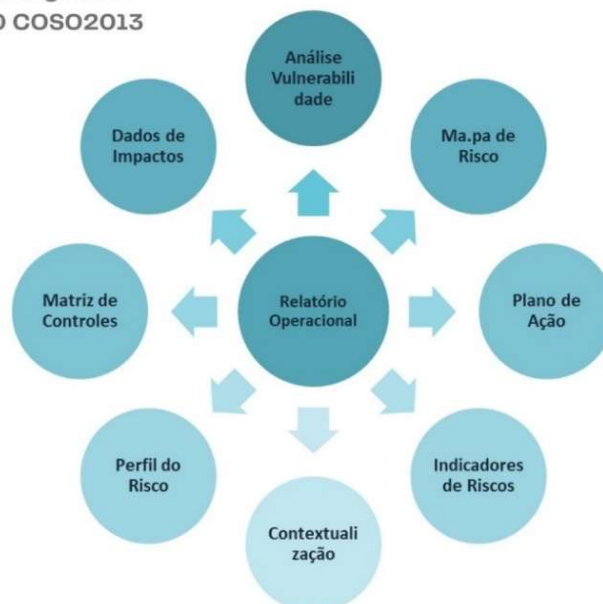 COSO2013
Análise
Vulnerabili
dade
Dados de
Impactos
Ma.pa de
Risco
Matriz de
Controles
Relatório
Operacional
Plano de
Ação
Perfil do
Risco
Indicadores
de Riscos
Contextuali
zação